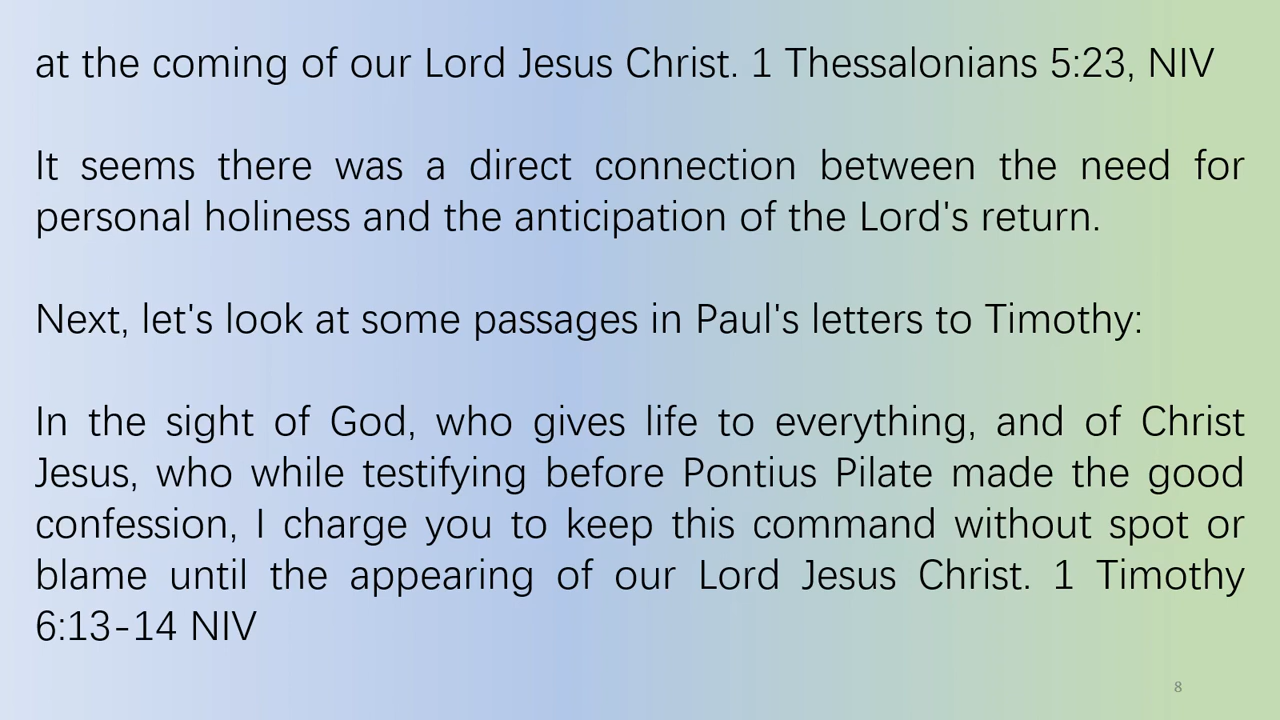 at the coming of our Lord Jesus Christ. 1 Thessalonians 5:23, NIV
It seems there was a direct connection between the need for
personal holiness and the anticipation of the Lord's return.
Next, let's look at some passages in Paul's letters to Timothy:
In the sight of God, who gives life to everything, and of Christ
Jesus, who while testifying before Pontius Pilate made the good
confession, I charge you to keep this command without spot or
blame until the appearing of our Lord Jesus Christ. 1 Timothy
6:13-14 NIV
8